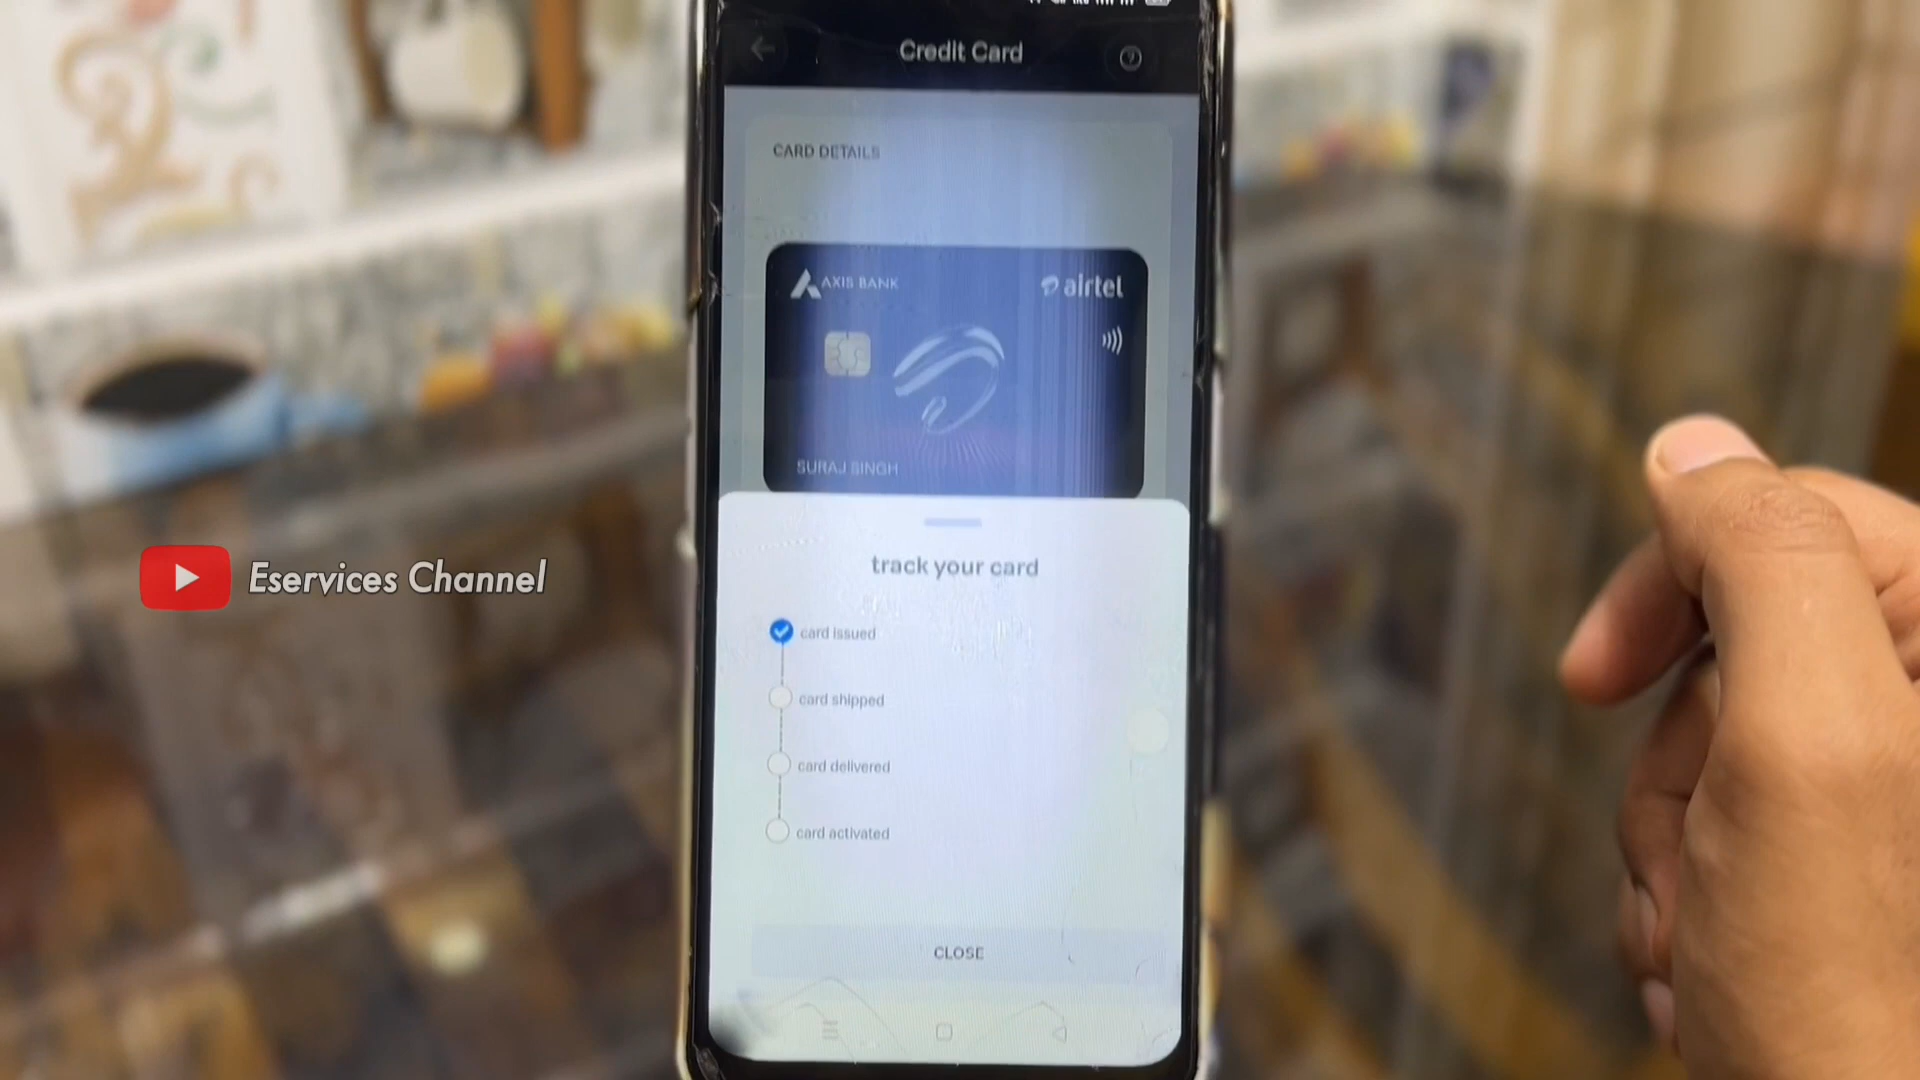 Credit Card
CARD DETAILS
AXIS BANK
airtel
SURAJ SINGH
track your card
card issued
card shipped
card delivered
card activated
CLOSE
Eservices Channel